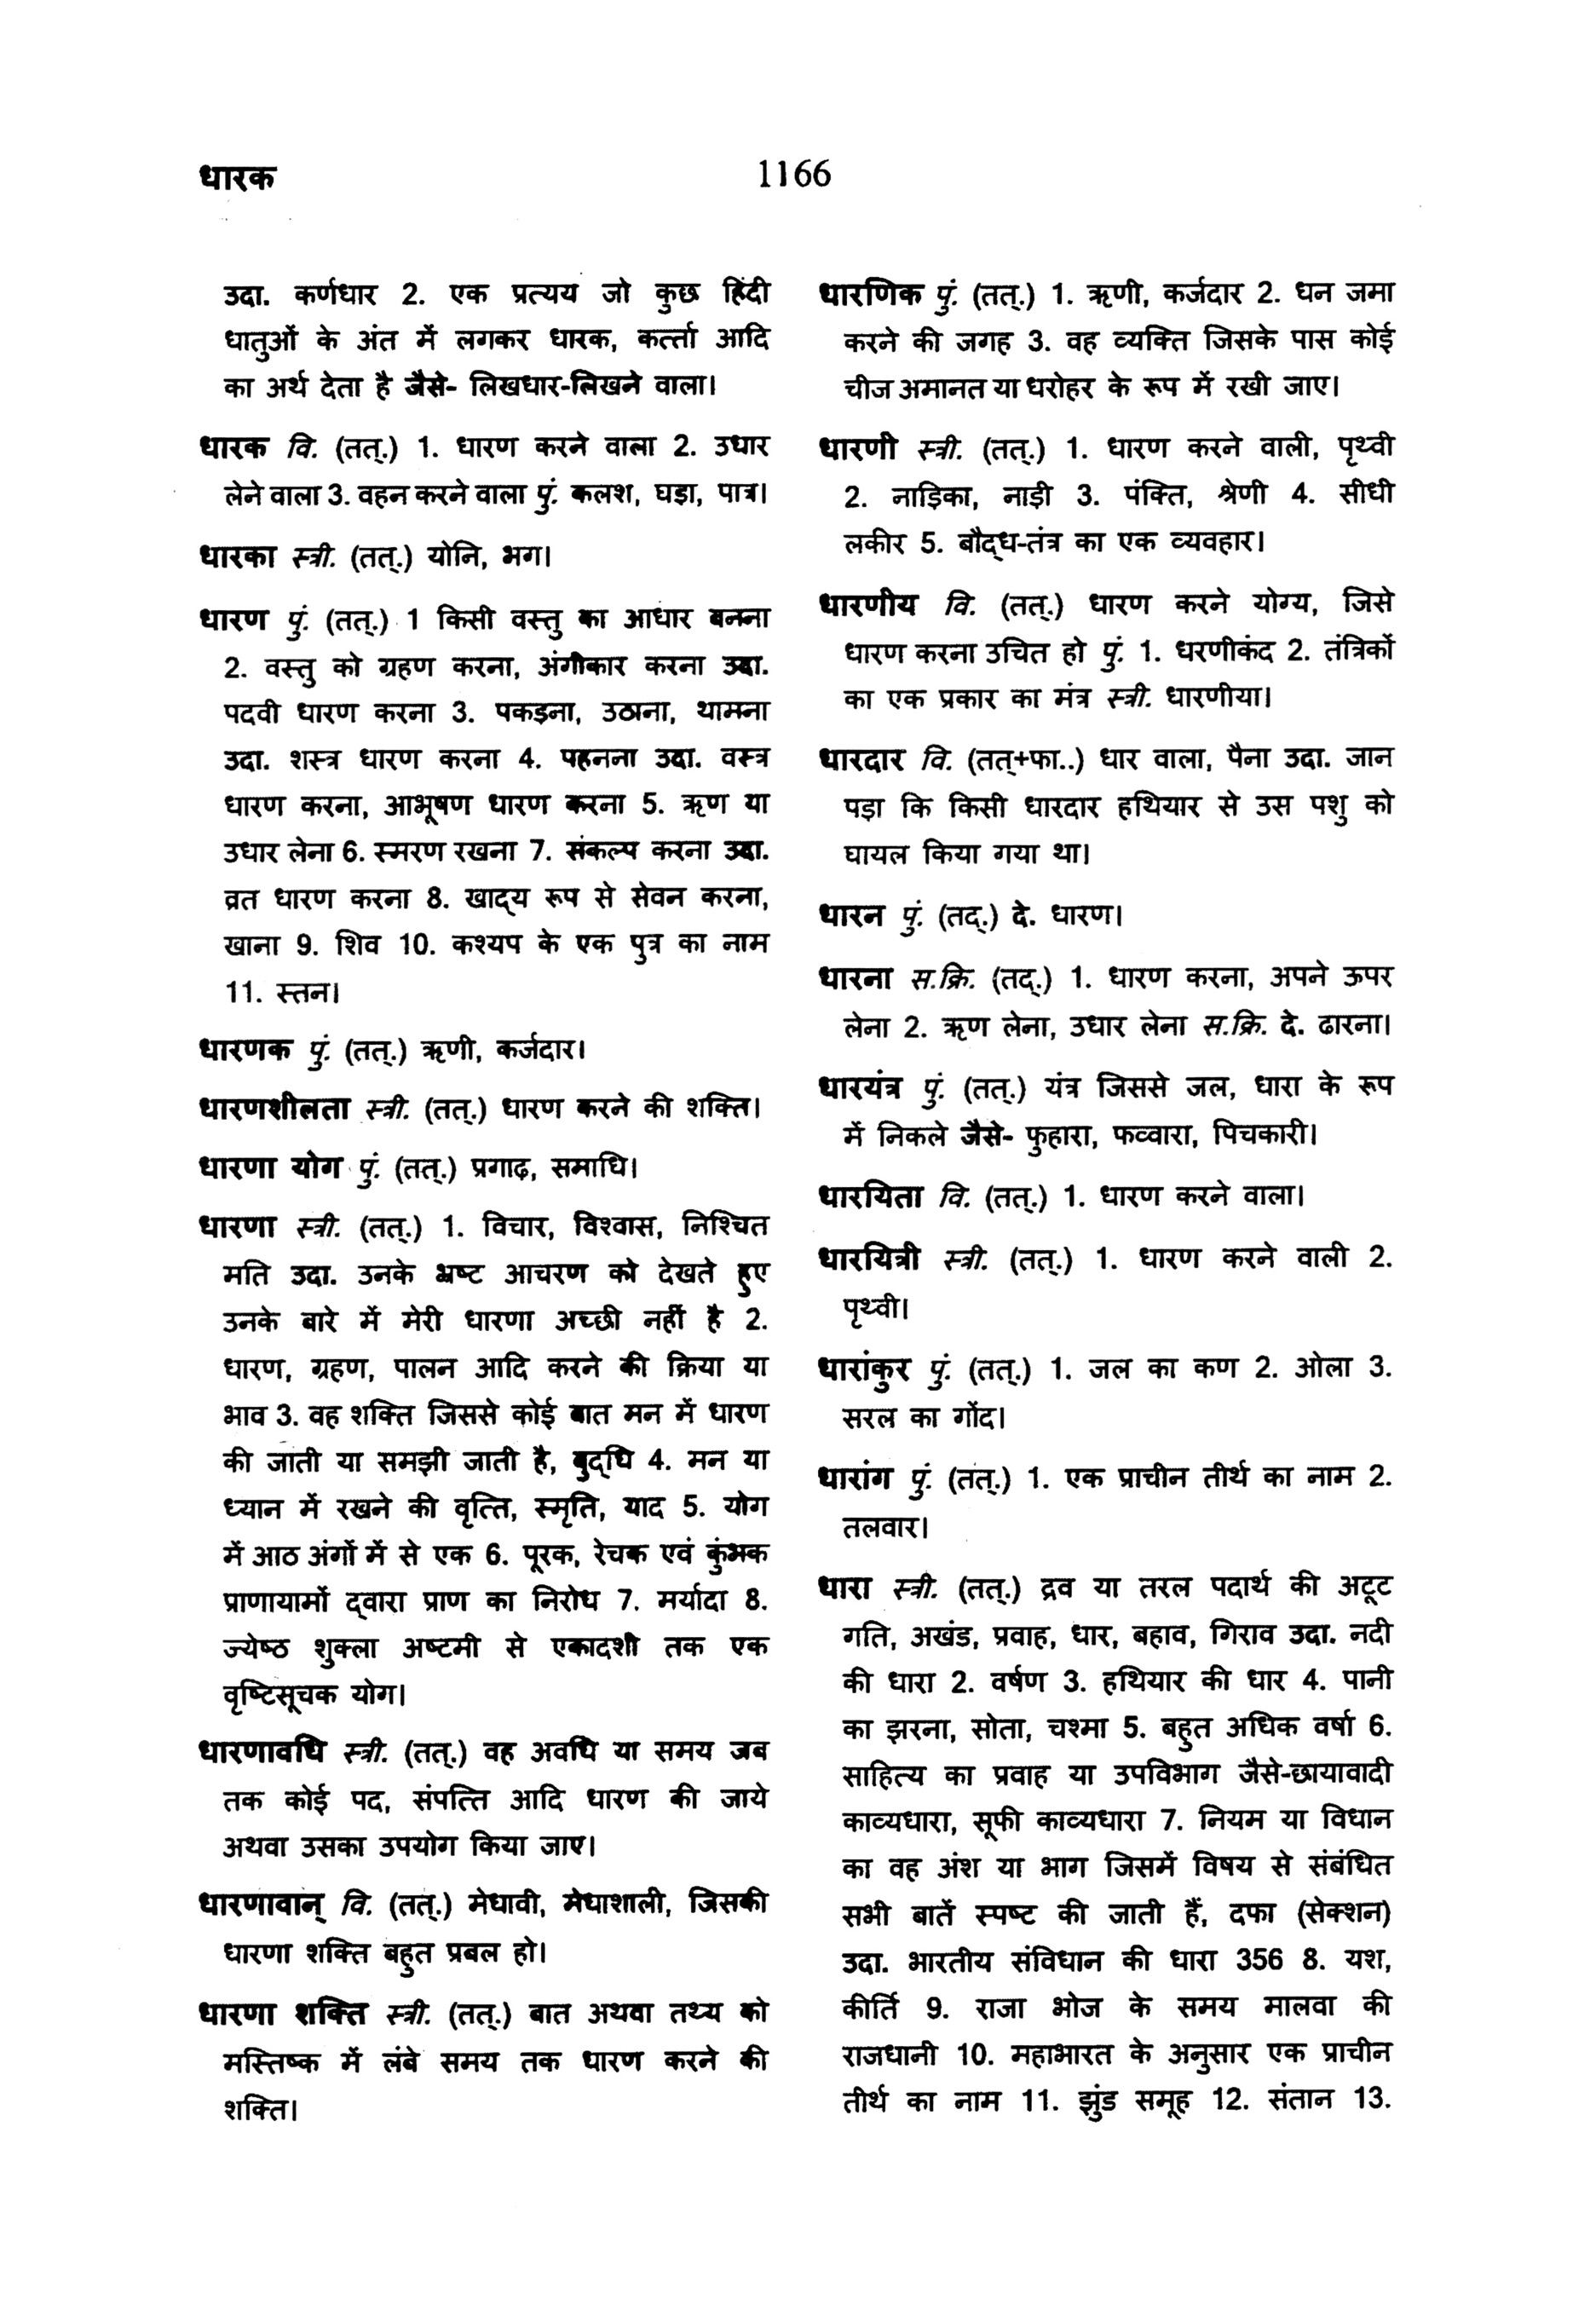 धारक
1166
उदा. कर्णधार 2. एक प्रत्यय जो कुछ हिंदी
धातुओं के अंत में लगकर धारक, कर्त्ता आदि
का अर्थ देता है जैसे- लिखधार-लिखने वाला।
धारक वि. (तत्.) 1. धारण करने वाला 2. उधार
लेने वाला 3. वहन करने वाला पुं. कलश, घड़ा, पात्र।
धारका स्त्री. (तत्.) योनि, भग।
धारण पुं. (तत्.) 1 किसी वस्तु का आधार बनना
2. वस्तु को ग्रहण करना, अंगीकार करना उदा.
पदवी धारण करना 3. पकड़ना, उठाना, थामना
उदा. शस्त्र धारण करना 4. पहनना उदा. वस्त्र
धारण करना, आभूषण धारण करना 5. ऋण या
उधार लेना 6. स्मरण रखना 7. संकल्प करना उदा.
व्रत धारण करना 8. खाद्‌य रूप से सेवन करना,
खाना 9. शिव 10. कश्यप के एक पुत्र का नाम
11. स्तन।
धारणक पुं. (तत्.) ऋणी, कर्जदार।
धारणशीलता स्त्री. (तत्.) धारण करने की शक्ति।
धारणा योग पुं. (तत्.) प्रगाढ़, समाधि।
धारणा स्त्री. (तत्.) 1. विचार, विश्वास, निश्चित
मति उदा. उनके भ्रष्ट आचरण को देखते हुए
उनके बारे में मेरी धारणा अच्छी नहीं है 2.
धारण, ग्रहण, पालन आदि करने की क्रिया या
भाव 3. वह शक्ति जिससे कोई बात मन में धारण
की जाती या समझी जाती है, बुद्‌धि 4. मन या
ध्यान में रखने की वृत्ति, स्मृति, याद 5. योग
में आठ अंगों में से एक 6. पूरक, रेचक एवं कुंभक
प्राणायामों द्‌वारा प्राण का निरोध 7. मर्यादा 8.
ज्येष्ठ शुक्ला अष्टमी से एकादशी तक एक
वृष्टिसूचक योग।
धारणावधि स्त्री. (तत्.) वह अवधि या समय जब
तक कोई पद, संपत्ति आदि धारण की जाये
अथवा उसका उपयोग किया जाए।
धारणावान् वि. (तत्.) मेधावी, मेधाशाली, जिसकी
धारणा शक्ति बहुत प्रबल हो।
धारणा शक्ति स्त्री. (तत्.) बात अथवा तथ्य को
मस्तिष्क में लंबे समय तक धारण करने की
शक्ति।
धारणिक पुं. (तत्.) 1. ऋणी, कर्जदार 2. धन जमा
करने की जगह 3. वह व्यक्ति जिसके पास कोई
चीज अमानत या धरोहर के रूप में रखी जाए।
धारणी स्त्री. (तत्.) 1. धारण करने वाली, पृथ्वी
2. नाड़िका, नाड़ी 3. पंक्ति, श्रेणी 4. सीधी
लकीर 5. बौद्‌ध-तंत्र का एक व्यवहार।
धारणीय वि. (तत्.) धारण करने योग्य, जिसे
धारण करना उचित हो पुं. 1. धरणीकंद 2. तंत्रिकों
का एक प्रकार का मंत्र स्त्री. धारणीया।
धारदार वि. (तत्+फा..) धार वाला, पैना उदा. जान
पड़ा कि किसी धारदार हथियार से उस पशु को
घायल किया गया था।
धारन पुं. (तद्.) दे. धारण।
धारना स.क्रि. (तद्.) 1. धारण करना, अपने ऊपर
लेना 2. ऋण लेना, उधार लेना स.क्रि. दे. ढारना।
धारयंत्र पुं. (तत्.) यंत्र जिससे जल, धारा के रूप
में निकले जैसे- फुहारा, फव्वारा, पिचकारी।
धारयिता वि. (तत्.) 1. धारण करने वाला।
धारयित्री स्त्री. (तत्.) 1. धारण करने वाली 2.
पृथ्वी।
धारांकुर पुं. (तत्.) 1. जल का कण 2. ओला 3.
सरल का गोंद।
धारांग पुं. (तत्.) 1. एक प्राचीन तीर्थ का नाम 2.
तलवार।
धारा स्त्री. (तत्.) द्रव या तरल पदार्थ की अटूट
गति, अखंड, प्रवाह, धार, बहाव, गिराव उदा. नदी
की धारा 2. वर्षण 3. हथियार की धार 4. पानी
का झरना, सोता, चश्मा 5. बहुत अधिक वर्षा 6.
साहित्य का प्रवाह या उपविभाग जैसे-छायावादी
काव्यधारा, सूफी काव्यधारा 7. नियम या विधान
का वह अंश या भाग जिसमें विषय से संबंधित
सभी बातें स्पष्ट की जाती हैं, दफा (सेक्शन)
उदा. भारतीय संविधान की धारा 356 8. यश,
कीर्ति 9. राजा भोज के समय मालवा की
राजधानी 10. महाभारत के अनुसार एक प्राचीन
तीर्थ का नाम 11. झुंड समूह 12. संतान 13.